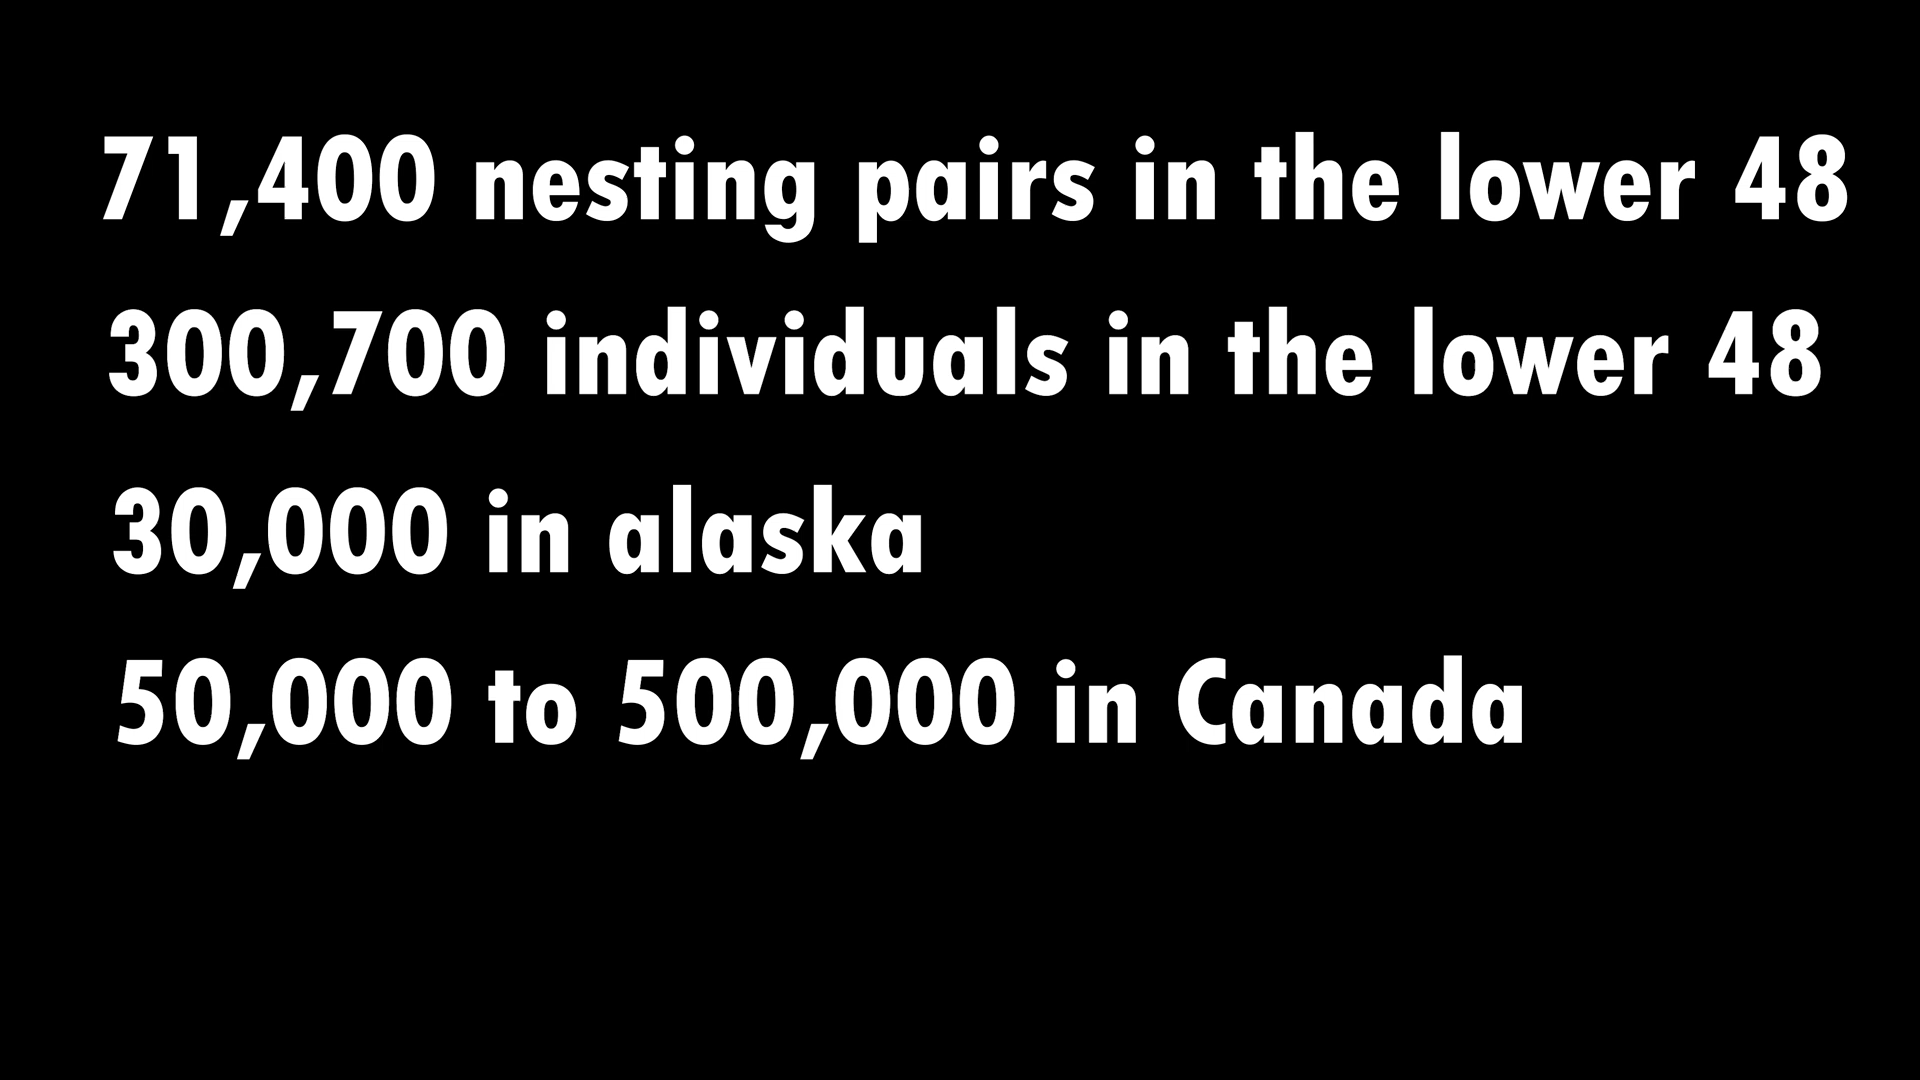 71,400 nesting pairs in the lower 48
300,700 individuals in the lower 48
30,000 in alaska
50,000 to 500,000 in Canada